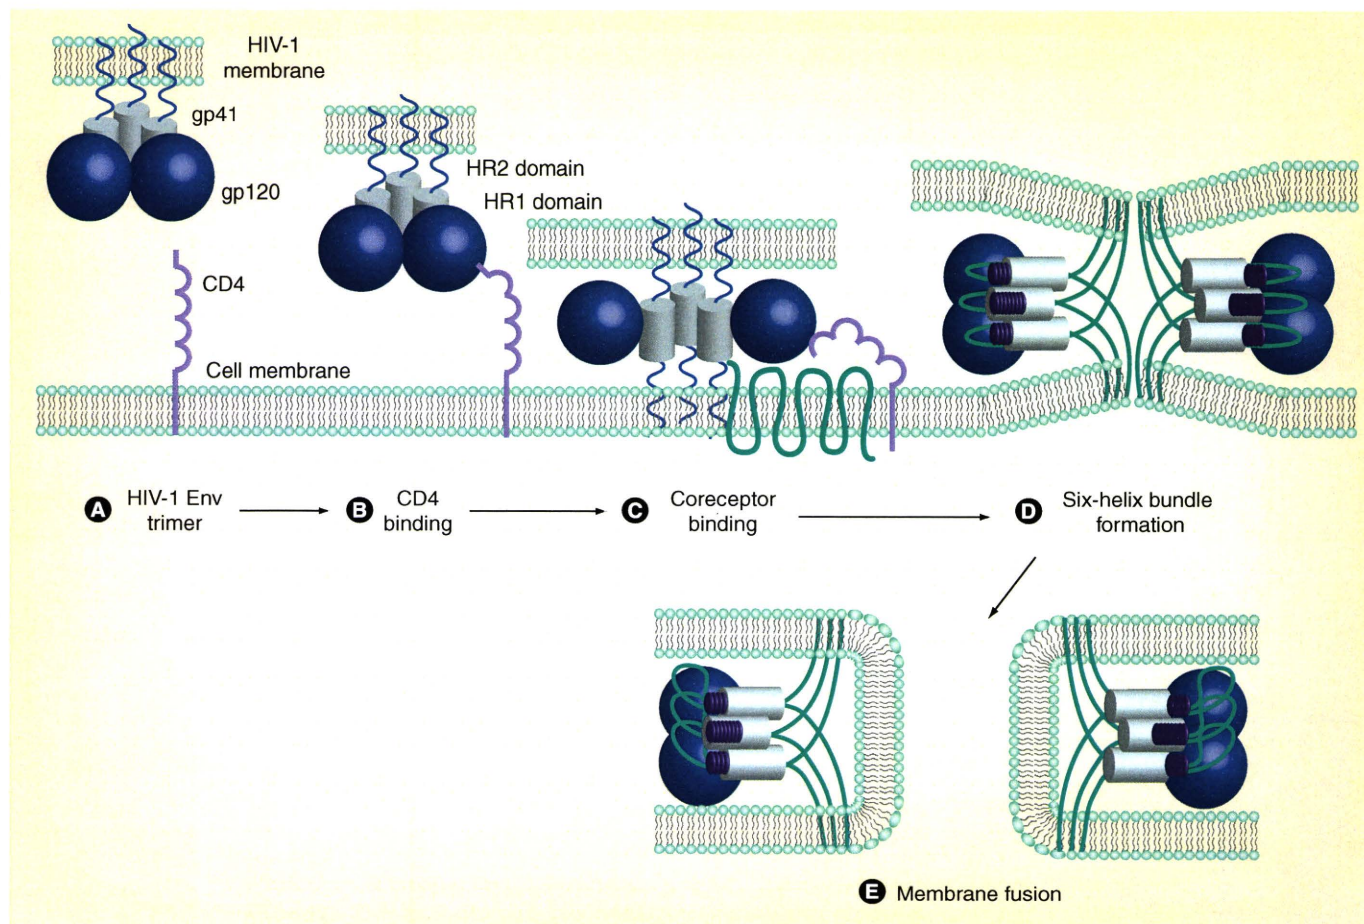 HIV-1
membrane
gp41
gp120
HR2 domain
HR1 domain
CD4
Cell membrane
A HIV-1 Env
trimer
B CD4
binding
C Coreceptor
binding
D Six-helix bundle
formation
E Membrane fusion